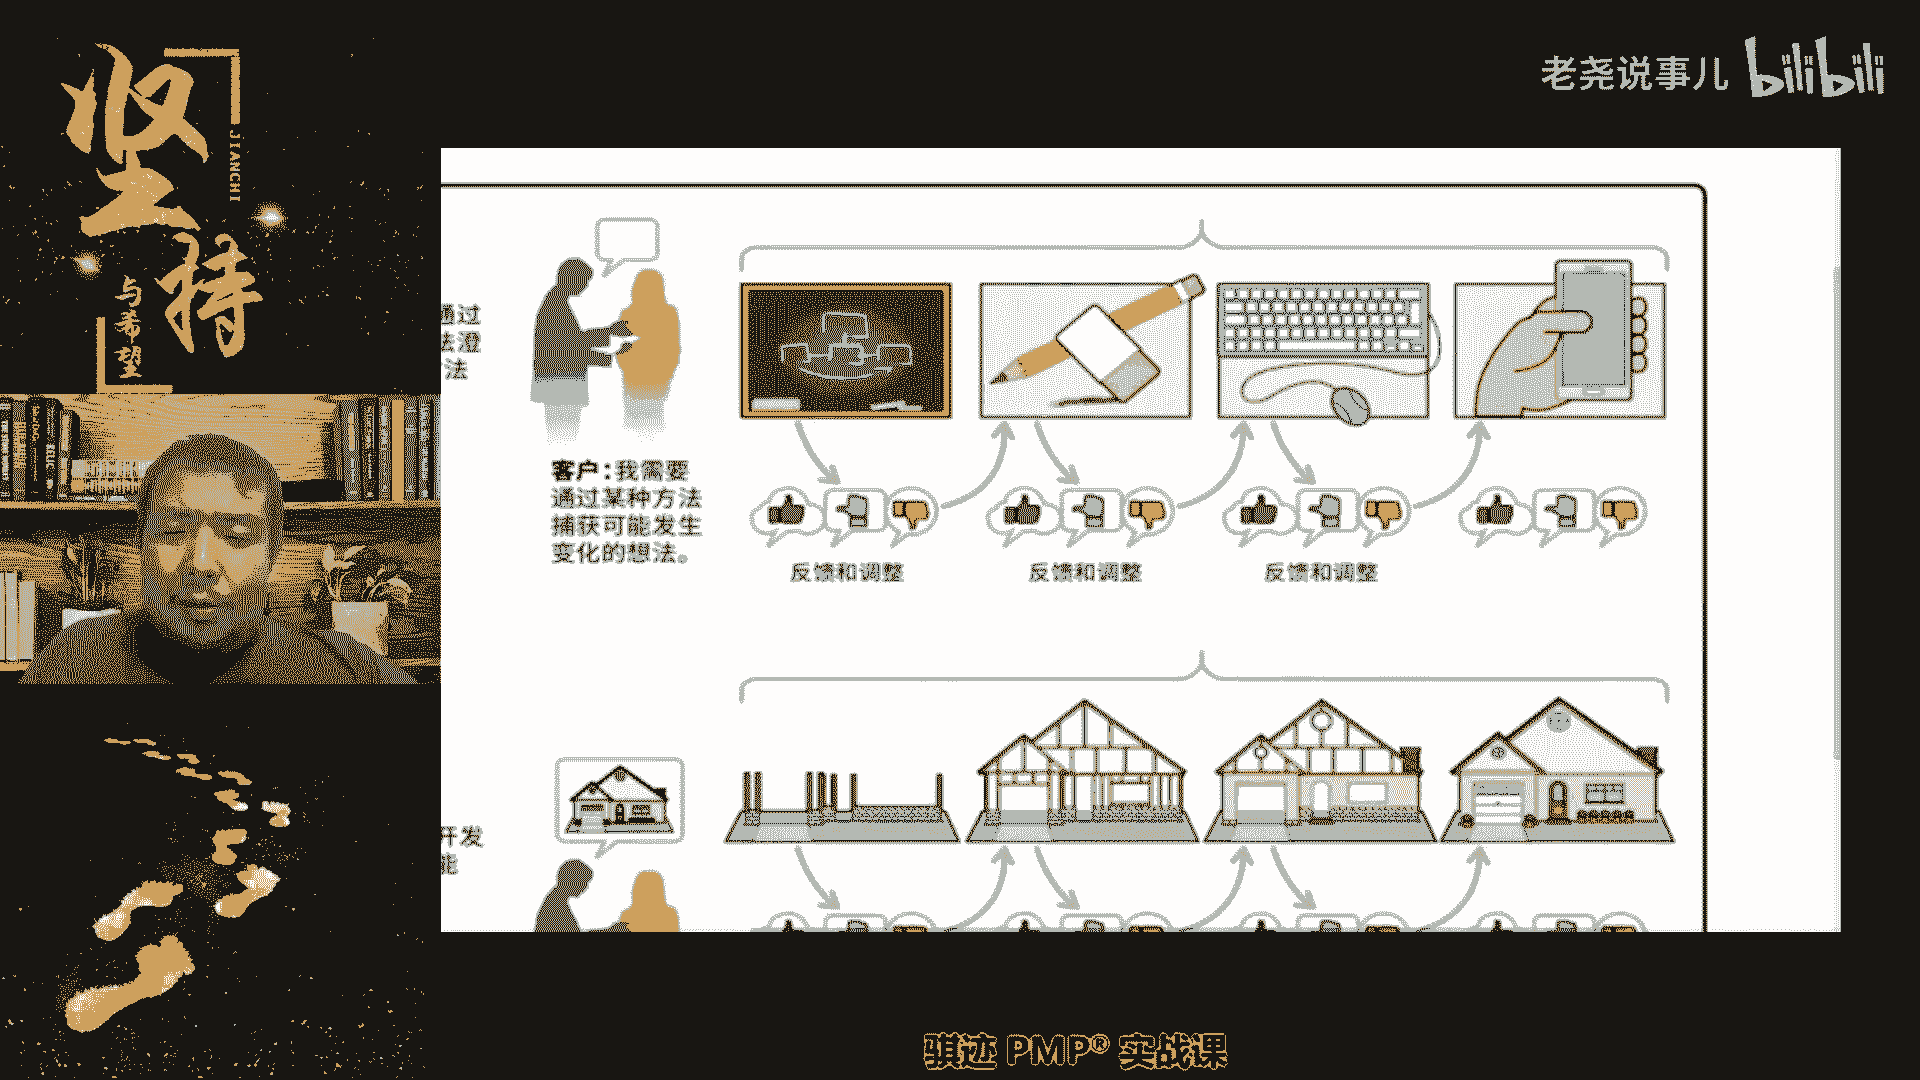 坚持
JIANCHI
与希望
老尧说事儿 bilibili
通过
法澄
法
客户：我需要
通过某种方法
捕获可能发生
变化的想法。
反馈和调整
反馈和调整
反馈和调整
开发
能
骐迹 PMP® 实战课